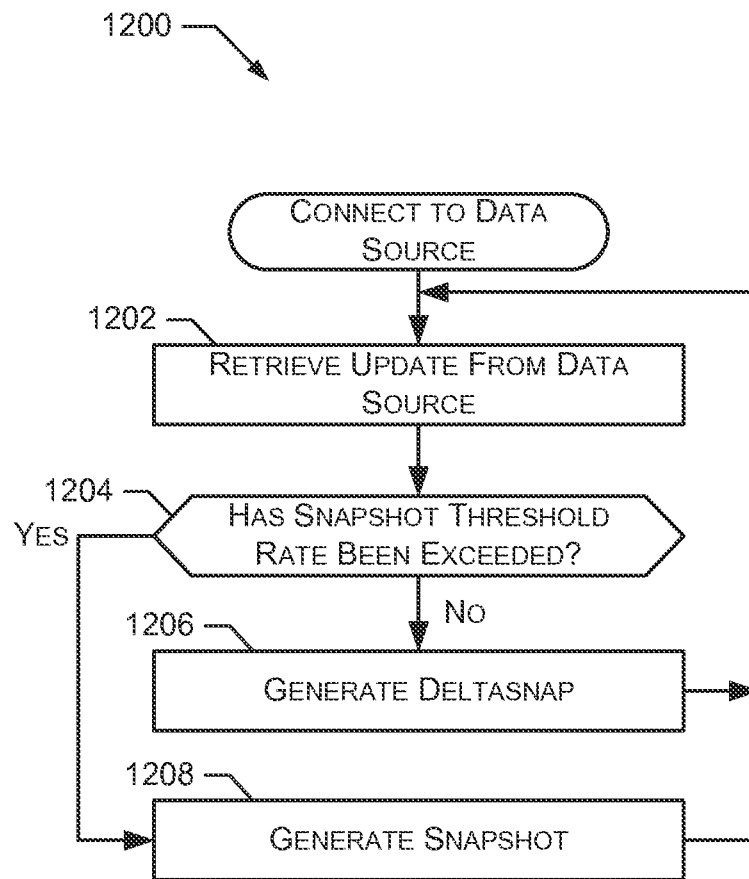 1200
CONNECT TO DATA
SOURCE
1202
RETRIEVE UPDATE FROM DATA
SOURCE
1204
YES
HAS SNAPSHOT THRESHOLD
RATE BEEN EXCEEDED?
NO
1206
GENERATE DELTASNAP
1208
GENERATE SNAPSHOT